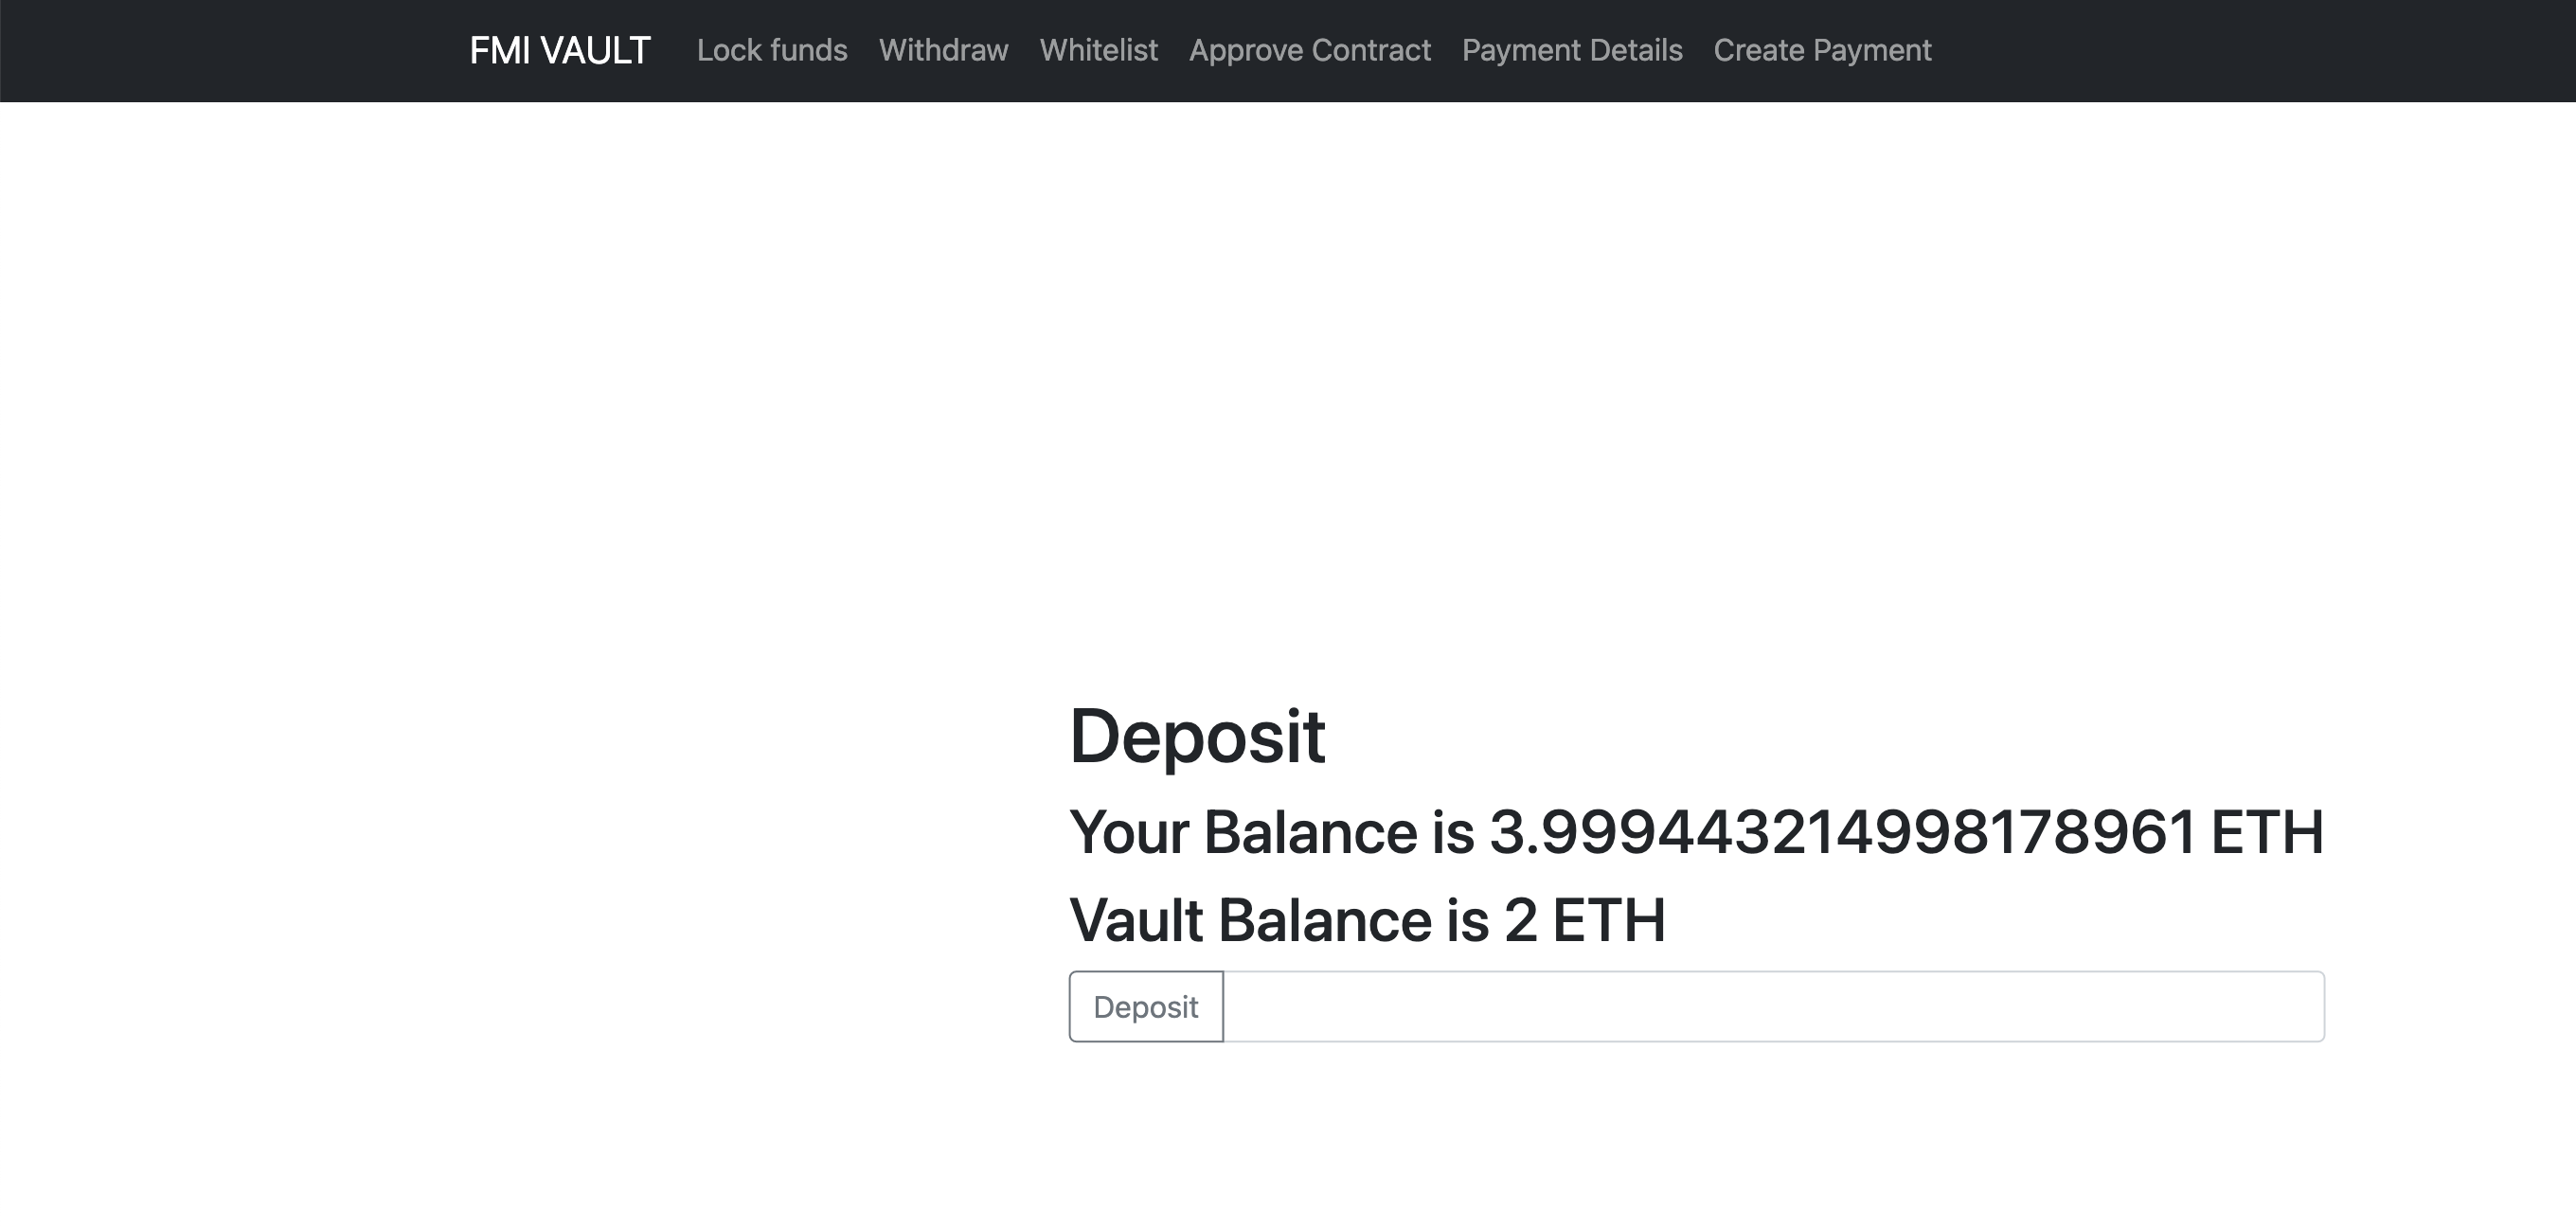 FMI VAULT Lock funds Withdraw Whitelist Approve Contract Payment Details Create Payment
Deposit
Your Balance is 3.999443214998178961 ETH
Vault Balance is 2 ETH
Deposit